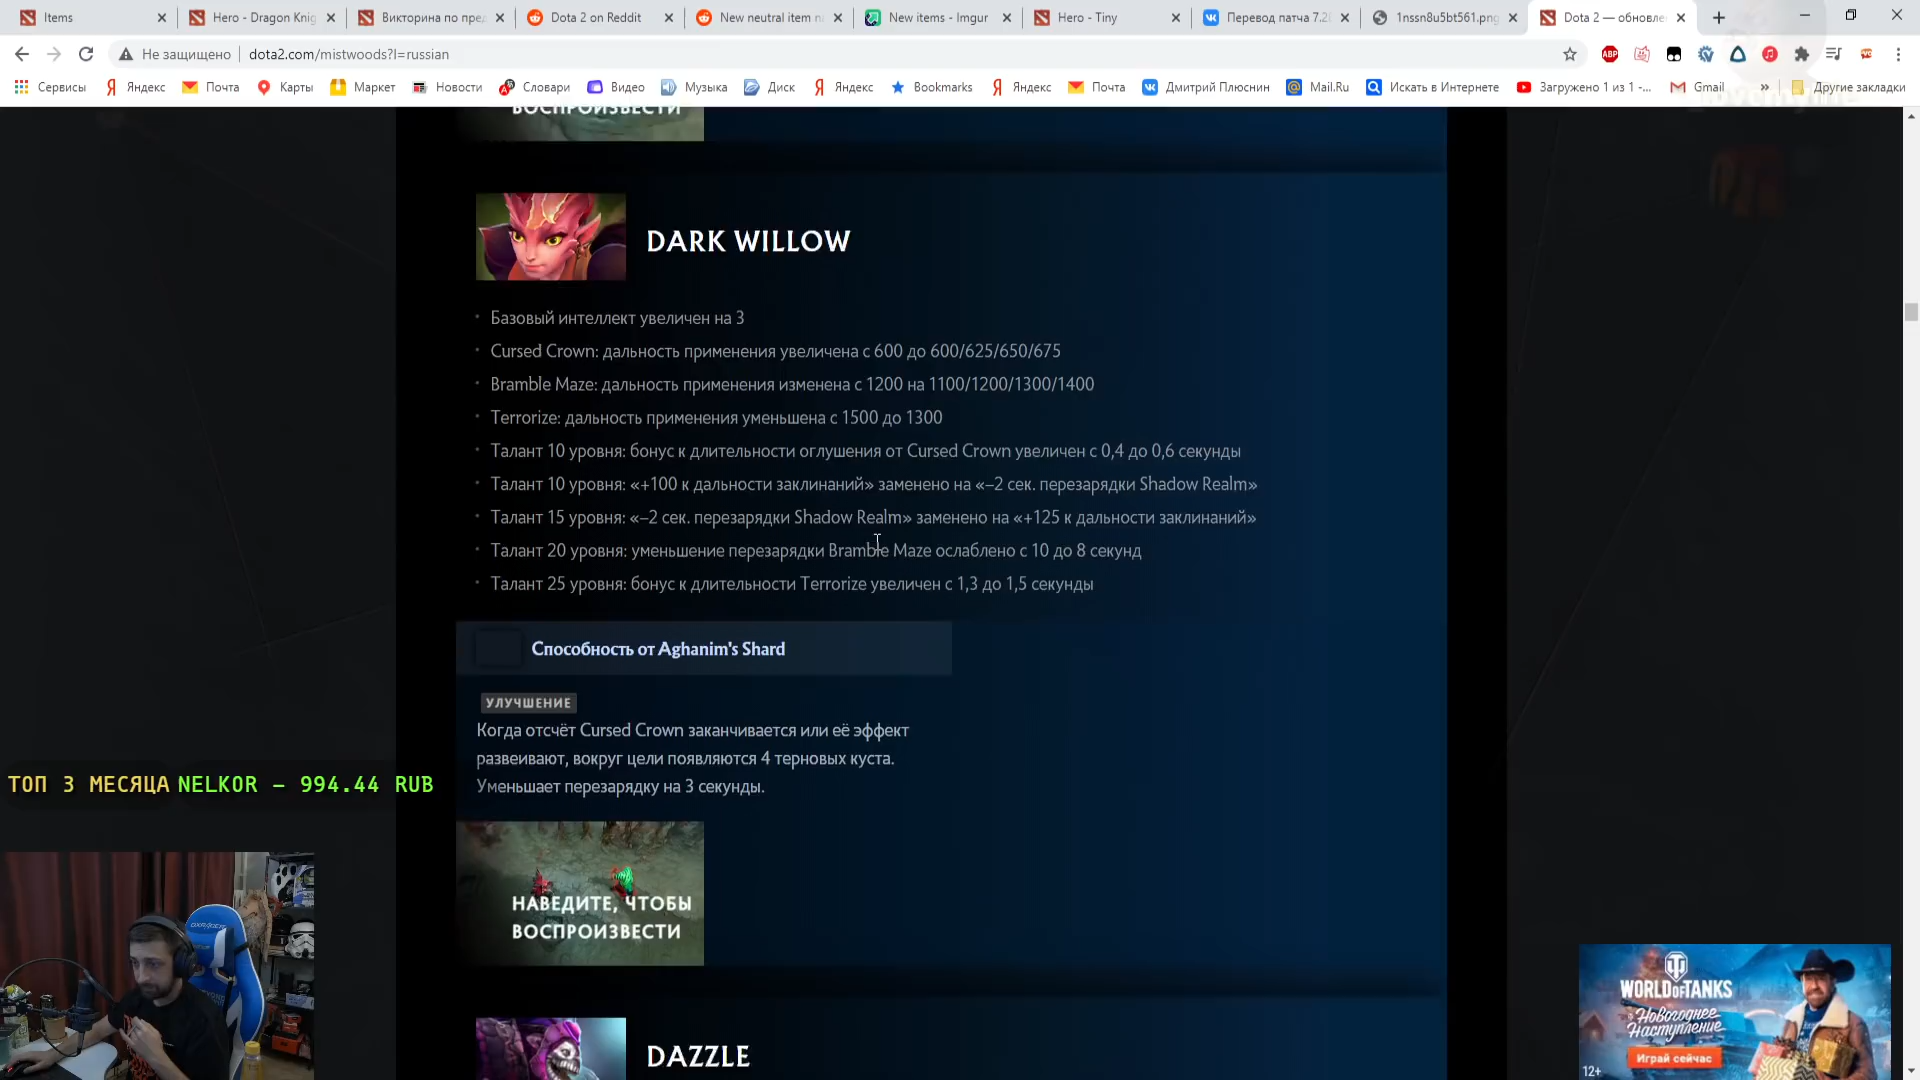 Items
Hero - Dragon Knig
Викторина по пред
Dota 2 on Reddit
New neutral item na
New items - Imgur
Hero - Tiny
Перевод патча 7.28
1nssn8u5bt561.png
Dota 2 — обновле
Не защищено
dota2.com/mistwoods?l=russian
ABP
Сервисы
Яндекс
Почта
Карты
Маркет
Новости
Словари
Видео
Музыка
Диск
Яндекс
Bookmarks
Яндекс
Почта
Дмитрий Плюснин
Mail.Ru
Искать в Интернете
Загружено 1 из 1 -...
Gmail
»
Другие закладки
ВОСПРОИЗВЕСТИ
DARK WILLOW
Базовый интеллект увеличен на 3
Cursed Crown: дальность применения увеличена с 600 до 600/625/650/675
Bramble Maze: дальность применения изменена с 1200 на 1100/1200/1300/1400
Terrorize: дальность применения уменьшена с 1500 до 1300
Талант 10 уровня: бонус к длительности оглушения от Cursed Crown увеличен с 0,4 до 0,6 секунды
Талант 10 уровня: «+100 к дальности заклинаний» заменено на «–2 сек. перезарядки Shadow Realm»
Талант 15 уровня: «–2 сек. перезарядки Shadow Realm» заменено на «+125 к дальности заклинаний»
Талант 20 уровня: уменьшение перезарядки Bramble Maze ослаблено с 10 до 8 секунд
Талант 25 уровня: бонус к длительности Terrorize увеличен с 1,3 до 1,5 секунды
Способность от Aghanim's Shard
УЛУЧШЕНИЕ
Когда отсчёт Cursed Crown заканчивается или её эффект
развеивают, вокруг цели появляются 4 терновых куста.
Уменьшает перезарядку на 3 секунды.
ТОП 3 МЕСЯЦА NELKOR – 994.44 RUB
НАВЕДИТЕ, ЧТОБЫ
ВОСПРОИЗВЕСТИ
DAZZLE
DXRACER
WORLD OF TANKS
Новогоднее
Наступление
Играй сейчас
12+